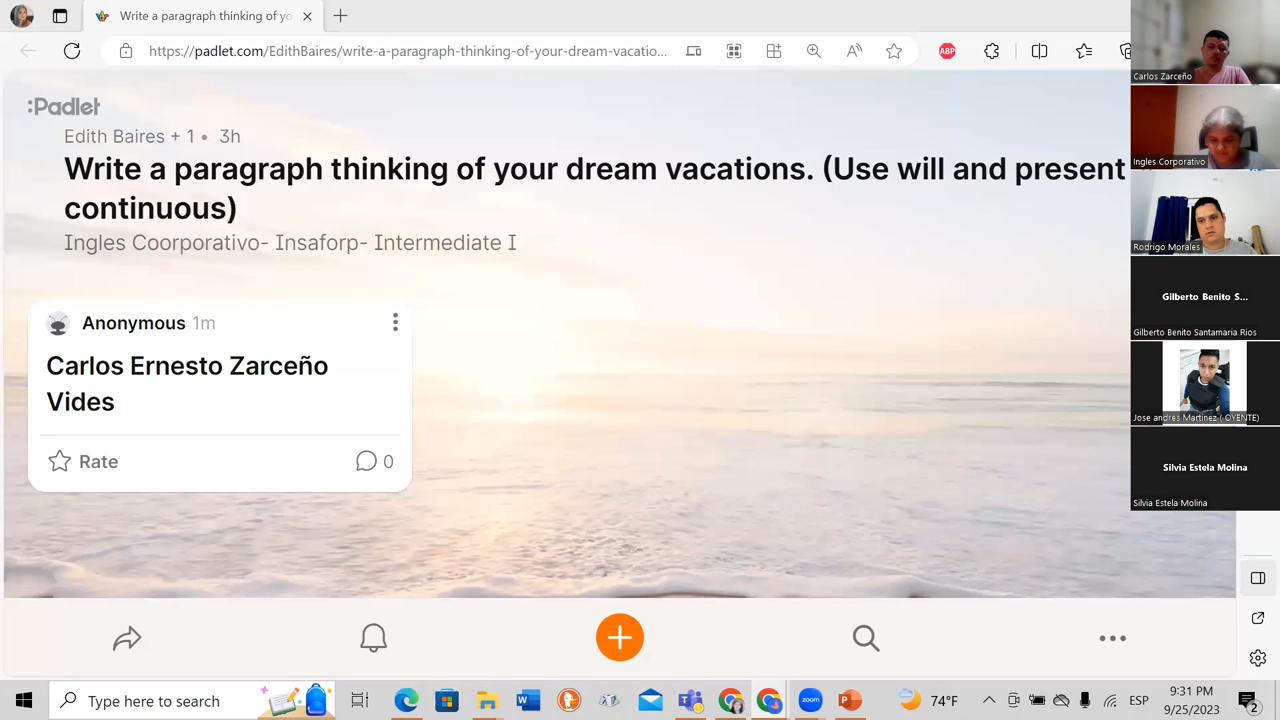 Write a paragraph thinking of yo
https://padlet.com/EdithBaires/write-a-paragraph-thinking-of-your-dream-vacatio...
ABP
:Padlet
Edith Baires + 1 • 3h
Write a paragraph thinking of your dream vacations. (Use will and present
continuous)
Ingles Coorporativo- Insaforp- Intermediate I
Anonymous 1m
Carlos Ernesto Zarceño
Vides
Rate
0
Carlos Zarceño
Ingles Corporativo
Rodrigo Morales
Gilberto Benito S...
Gilberto Benito Santamaria Rios
Jose andres Martinez ( OYENTE)
Silvia Estela Molina
Silvia Estela Molina
Type here to search
zoom
74°F
ESP
9:31 PM
9/25/2023
2